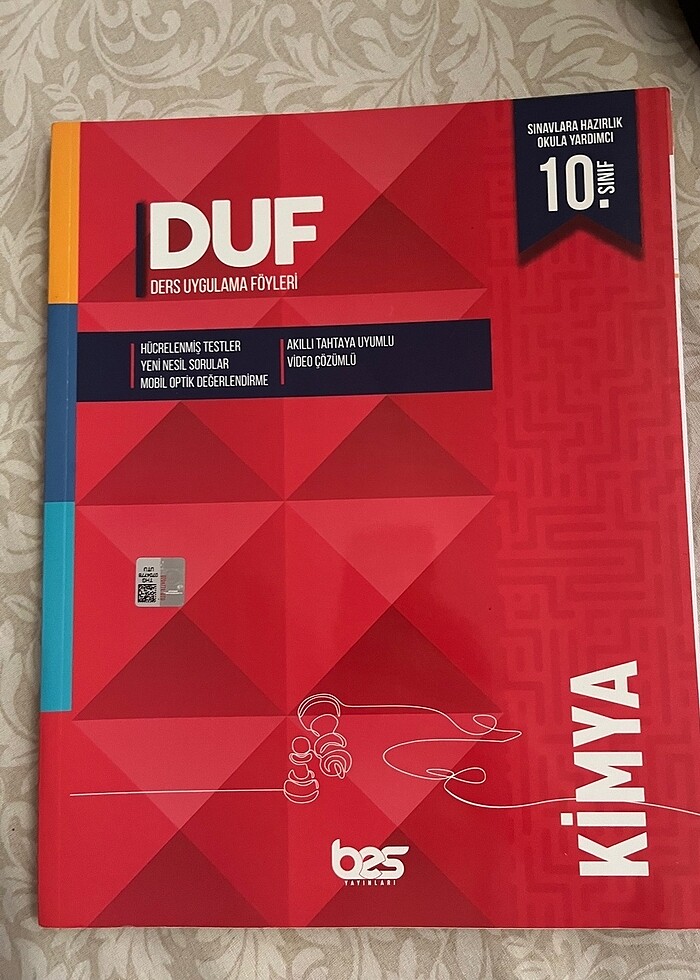 SINAVLARA HAZIRLIK
OKULA YARDIMCI
10. SINIF
DUF
DERS UYGULAMA FÖYLERİ
HÜCRELENMİŞ TESTLER
YENİ NESİL SORULAR
MOBİL OPTİK DEĞERLENDİRME
AKILLI TAHTAYA UYUMLU
VİDEO ÇÖZÜMLÜ
KİMYA
bes
YAYINLARI